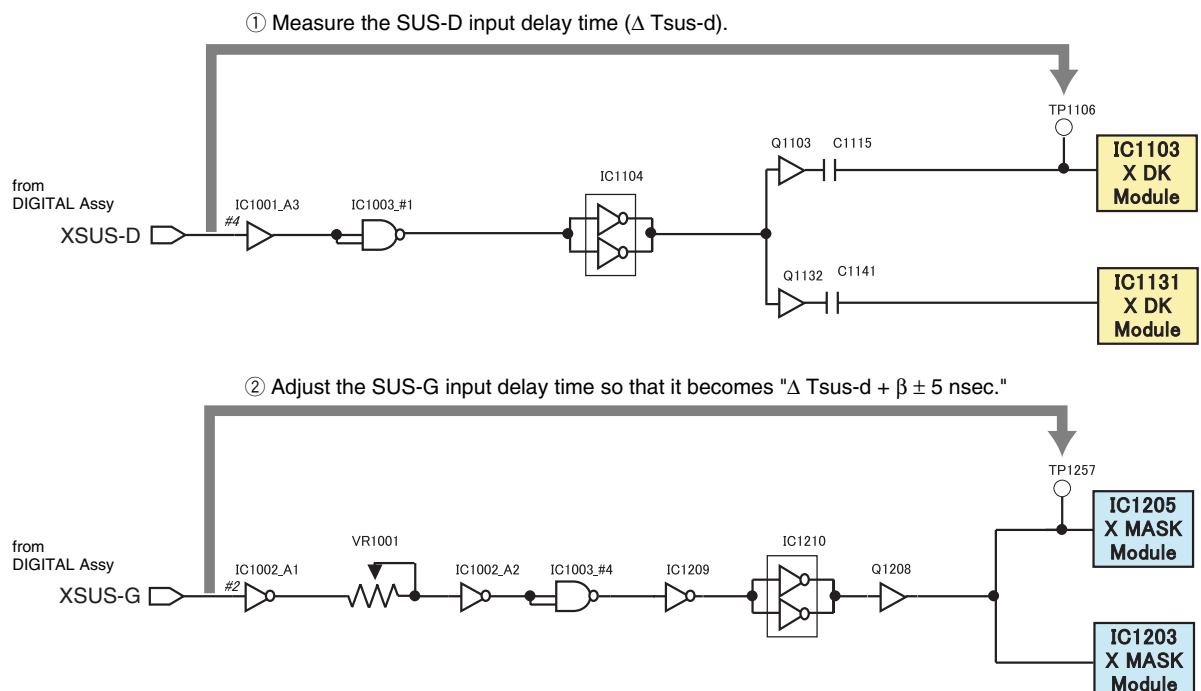 ① Measure the SUS-D input delay time (Δ Tsus-d).
TP1106
Q1103 C1115
IC1103
X DK
Module
from
DIGITAL Assy
IC1104
XSUS-D
#4
IC1001_A3
IC1003_#1
Q1132 C1141
IC1131
X DK
Module
② Adjust the SUS-G input delay time so that it becomes "Δ Tsus-d + β ± 5 nsec."
TP1257
IC1205
X MASK
Module
from
DIGITAL Assy
VR1001
IC1210
XSUS-G
#2
IC1002_A1
IC1002_A2
IC1003_#4
IC1209
Q1208
IC1203
X MASK
Module